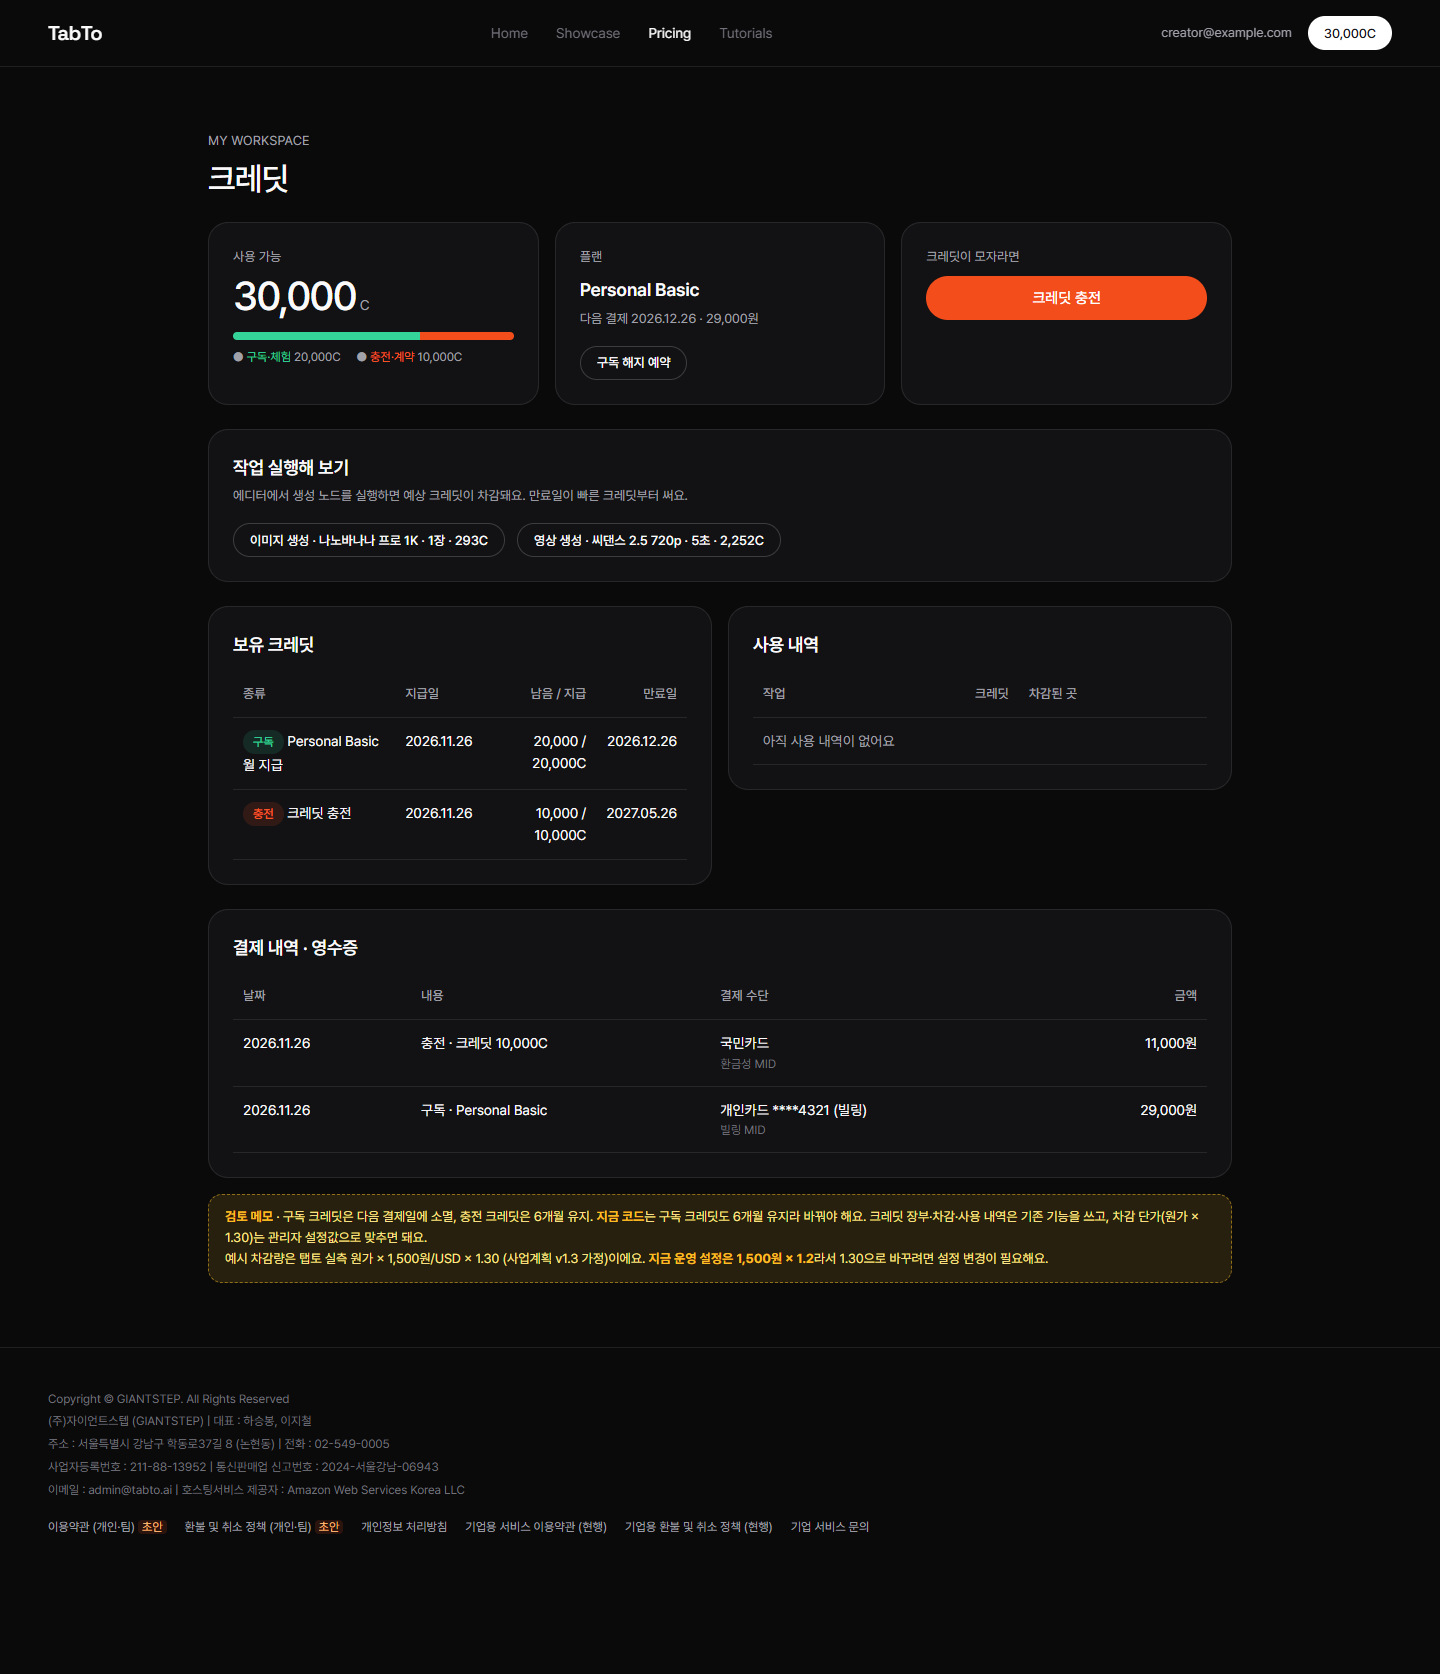 TabTo
Home Showcase Pricing Tutorials
creator@example.com 30,000C
MY WORKSPACE
크레딧
사용 가능
30,000 C
구독·체험 20,000C 충전·계약 10,000C
플랜
Personal Basic
다음 결제 2026.12.26 · 29,000원
구독 해지 예약
크레딧이 모자라면
크레딧 충전
작업 실행해 보기
에디터에서 생성 노드를 실행하면 예상 크레딧이 차감돼요. 만료일이 빠른 크레딧부터 써요.
이미지 생성 · 나노바나나 프로 1K · 1장 · 293C 영상 생성 · 씨댄스 2.5 720p · 5초 · 2,252C
보유 크레딧
종류 지급일 남음 / 지급 만료일
구독 Personal Basic 2026.11.26 20,000 / 2026.12.26
월 지급 20,000C
충전 크레딧 충전 2026.11.26 10,000 / 2027.05.26
10,000C
사용 내역
작업 크레딧 차감된 곳
아직 사용 내역이 없어요
결제 내역 · 영수증
날짜 내용 결제 수단 금액
2026.11.26 충전 · 크레딧 10,000C 국민카드 11,000원
환금성 MID
2026.11.26 구독 · Personal Basic 개인카드 ****4321 (빌링) 29,000원
빌링 MID
검토 메모 · 구독 크레딧은 다음 결제일에 소멸, 충전 크레딧은 6개월 유지. 지금 코드는 구독 크레딧도 6개월 유지라 바꿔야 해요. 크레딧 장부·차감·사용 내역은 기존 기능을 쓰고, 차감 단가(원가 ×
1.30)는 관리자 설정값으로 맞추면 돼요.
예시 차감량은 탭토 실측 원가 × 1,500원/USD × 1.30 (사업계획 v1.3 가정)이에요. 지금 운영 설정은 1,500원 × 1.2라서 1.30으로 바꾸려면 설정 변경이 필요해요.
Copyright © GIANTSTEP. All Rights Reserved
(주)자이언트스텝 (GIANTSTEP) | 대표 : 하승봉, 이지철
주소 : 서울특별시 강남구 학동로37길 8 (논현동) | 전화 : 02-549-0005
사업자등록번호 : 211-88-13952 | 통신판매업 신고번호 : 2024-서울강남-06943
이메일 : admin@tabto.ai | 호스팅서비스 제공자 : Amazon Web Services Korea LLC
이용약관 (개인·팀) 초안 환불 및 취소 정책 (개인·팀) 초안 개인정보 처리방침 기업용 서비스 이용약관 (현행) 기업용 환불 및 취소 정책 (현행) 기업 서비스 문의